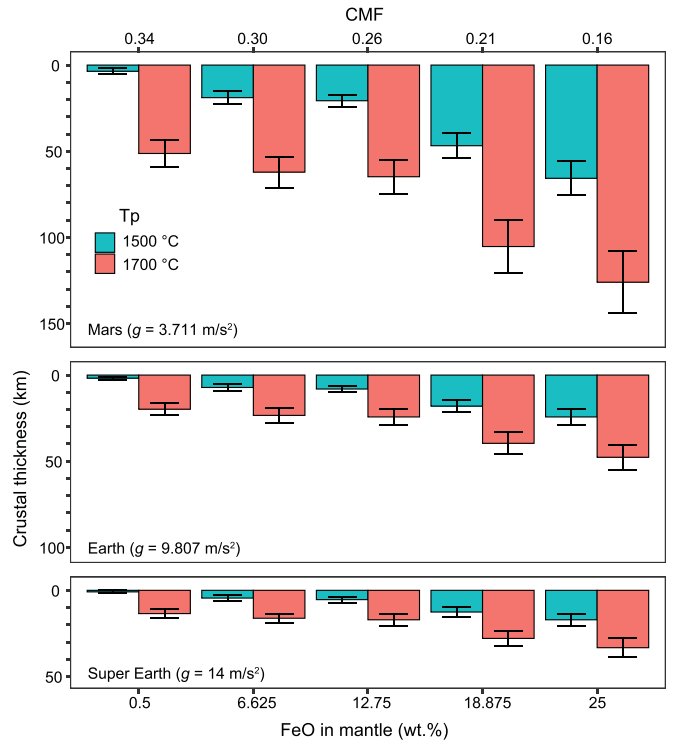 CMF
0.34 0.30 0.26 0.21 0.16
0
50
100
150
Tp
1500 °C
1700 °C
Mars (g = 3.711 m/s²)
Crustal thickness (km)
0
50
100
Earth (g = 9.807 m/s²)
0
50
Super Earth (g = 14 m/s²)
0.5 6.625 12.75 18.875 25
FeO in mantle (wt.%)